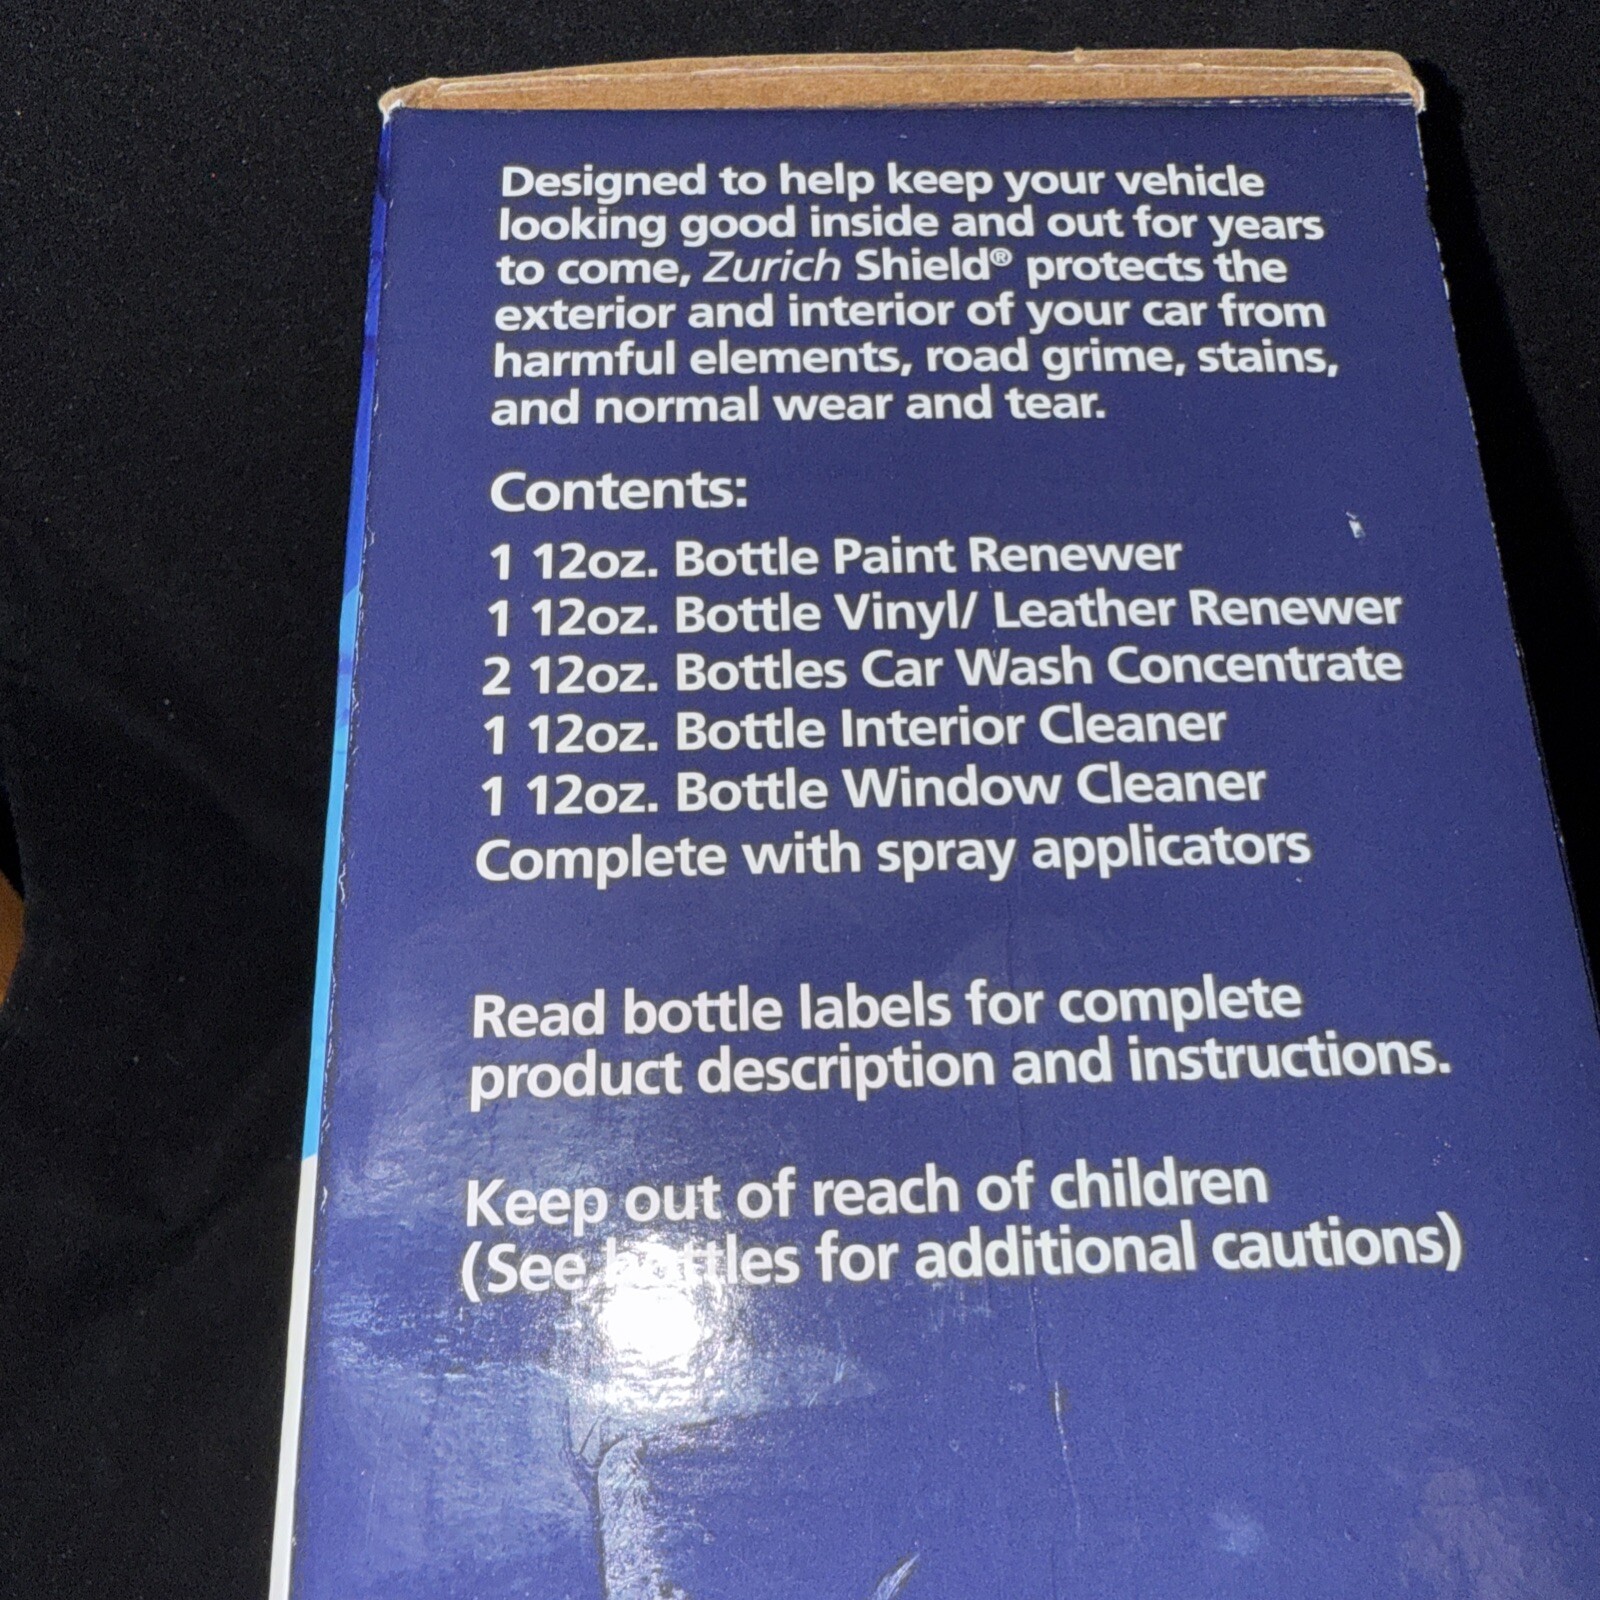 Designed to help keep your vehicle
looking good inside and out for years
to come, Zurich Shield® protects the
exterior and interior of your car from
harmful elements, road grime, stains,
and normal wear and tear.
Contents:
1 12oz. Bottle Paint Renewer
1 12oz. Bottle Vinyl/ Leather Renewer
2 12oz. Bottles Car Wash Concentrate
1 12oz. Bottle Interior Cleaner
1 12oz. Bottle Window Cleaner
Complete with spray applicators
Read bottle labels for complete
product description and instructions.
Keep out of reach of children
(See bottles for additional cautions)